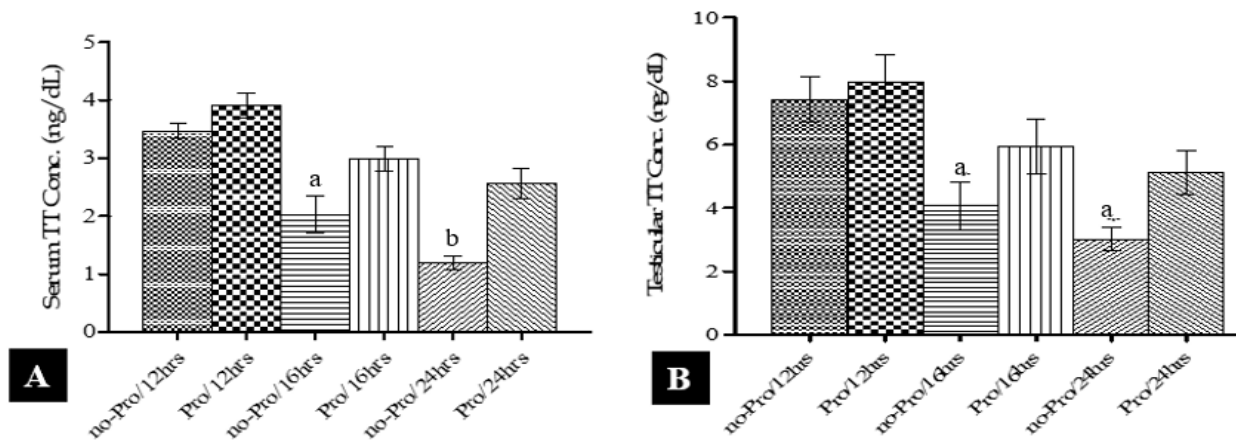 Serum TT Conc. (ng/dL)
5
4
3
2
1
0
a
b
no-Pro/12hrs
Pro/12hrs
no-Pro/16hrs
Pro/16hrs
no-Pro/24hrs
Pro/24hrs
A
Testicular TT Conc. (ng/dL)
10
8
6
4
2
0
a
a
no-Pro/12hrs
Pro/12hrs
no-Pro/16hrs
Pro/16hrs
no-Pro/24hrs
Pro/24hrs
B